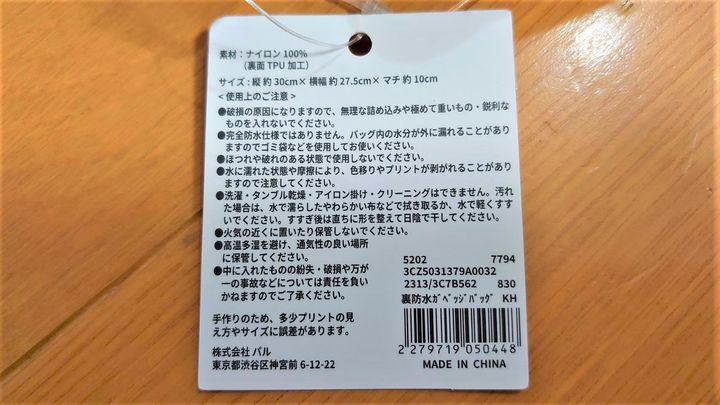 素材：ナイロン 100%
（裏面 TPU 加工）
サイズ：縦 約 30cm× 横幅 約 27.5cm× マチ 約 10cm
< 使用上のご注意 >
●破損の原因になりますので、無理な詰め込みや極めて重いもの・鋭利な
ものを入れないでください。
●完全防水仕様ではありません。バッグ内の水分が外に漏れることがあり
ますのでゴミ袋などを使用してお使いください。
●ほつれや破れのある状態で使用しないでください。
●水に濡れた状態や摩擦により、色移りやプリントが剥がれることがあり
ますので注意してください。
●洗濯・タンブル乾燥・アイロン掛け・クリーニングはできません。汚れ
た場合は、水で濡らしたやわらかい布などで拭き取るか、水で軽くすす
いでください。すすぎ後は直ちに形を整えて日陰で干してください。
●火気の近くに置いたり保管しないでください。
●高温多湿を避け、通気性の良い場所
に保管してください。
●中に入れたものの紛失・破損や万が
一の事故などについては責任を負い
かねますのでご了承ください。
手作りのため、多少プリントの見
え方やサイズに誤差があります。
株式会社 パル
東京都渋谷区神宮前 6-12-22
5202 7794
3CZ5031379A0032
2313/3C7B562 830
裏防水ｶﾞﾍﾞｯｼﾞﾊﾞｯｸﾞ KH
2 279719 050448
MADE IN CHINA